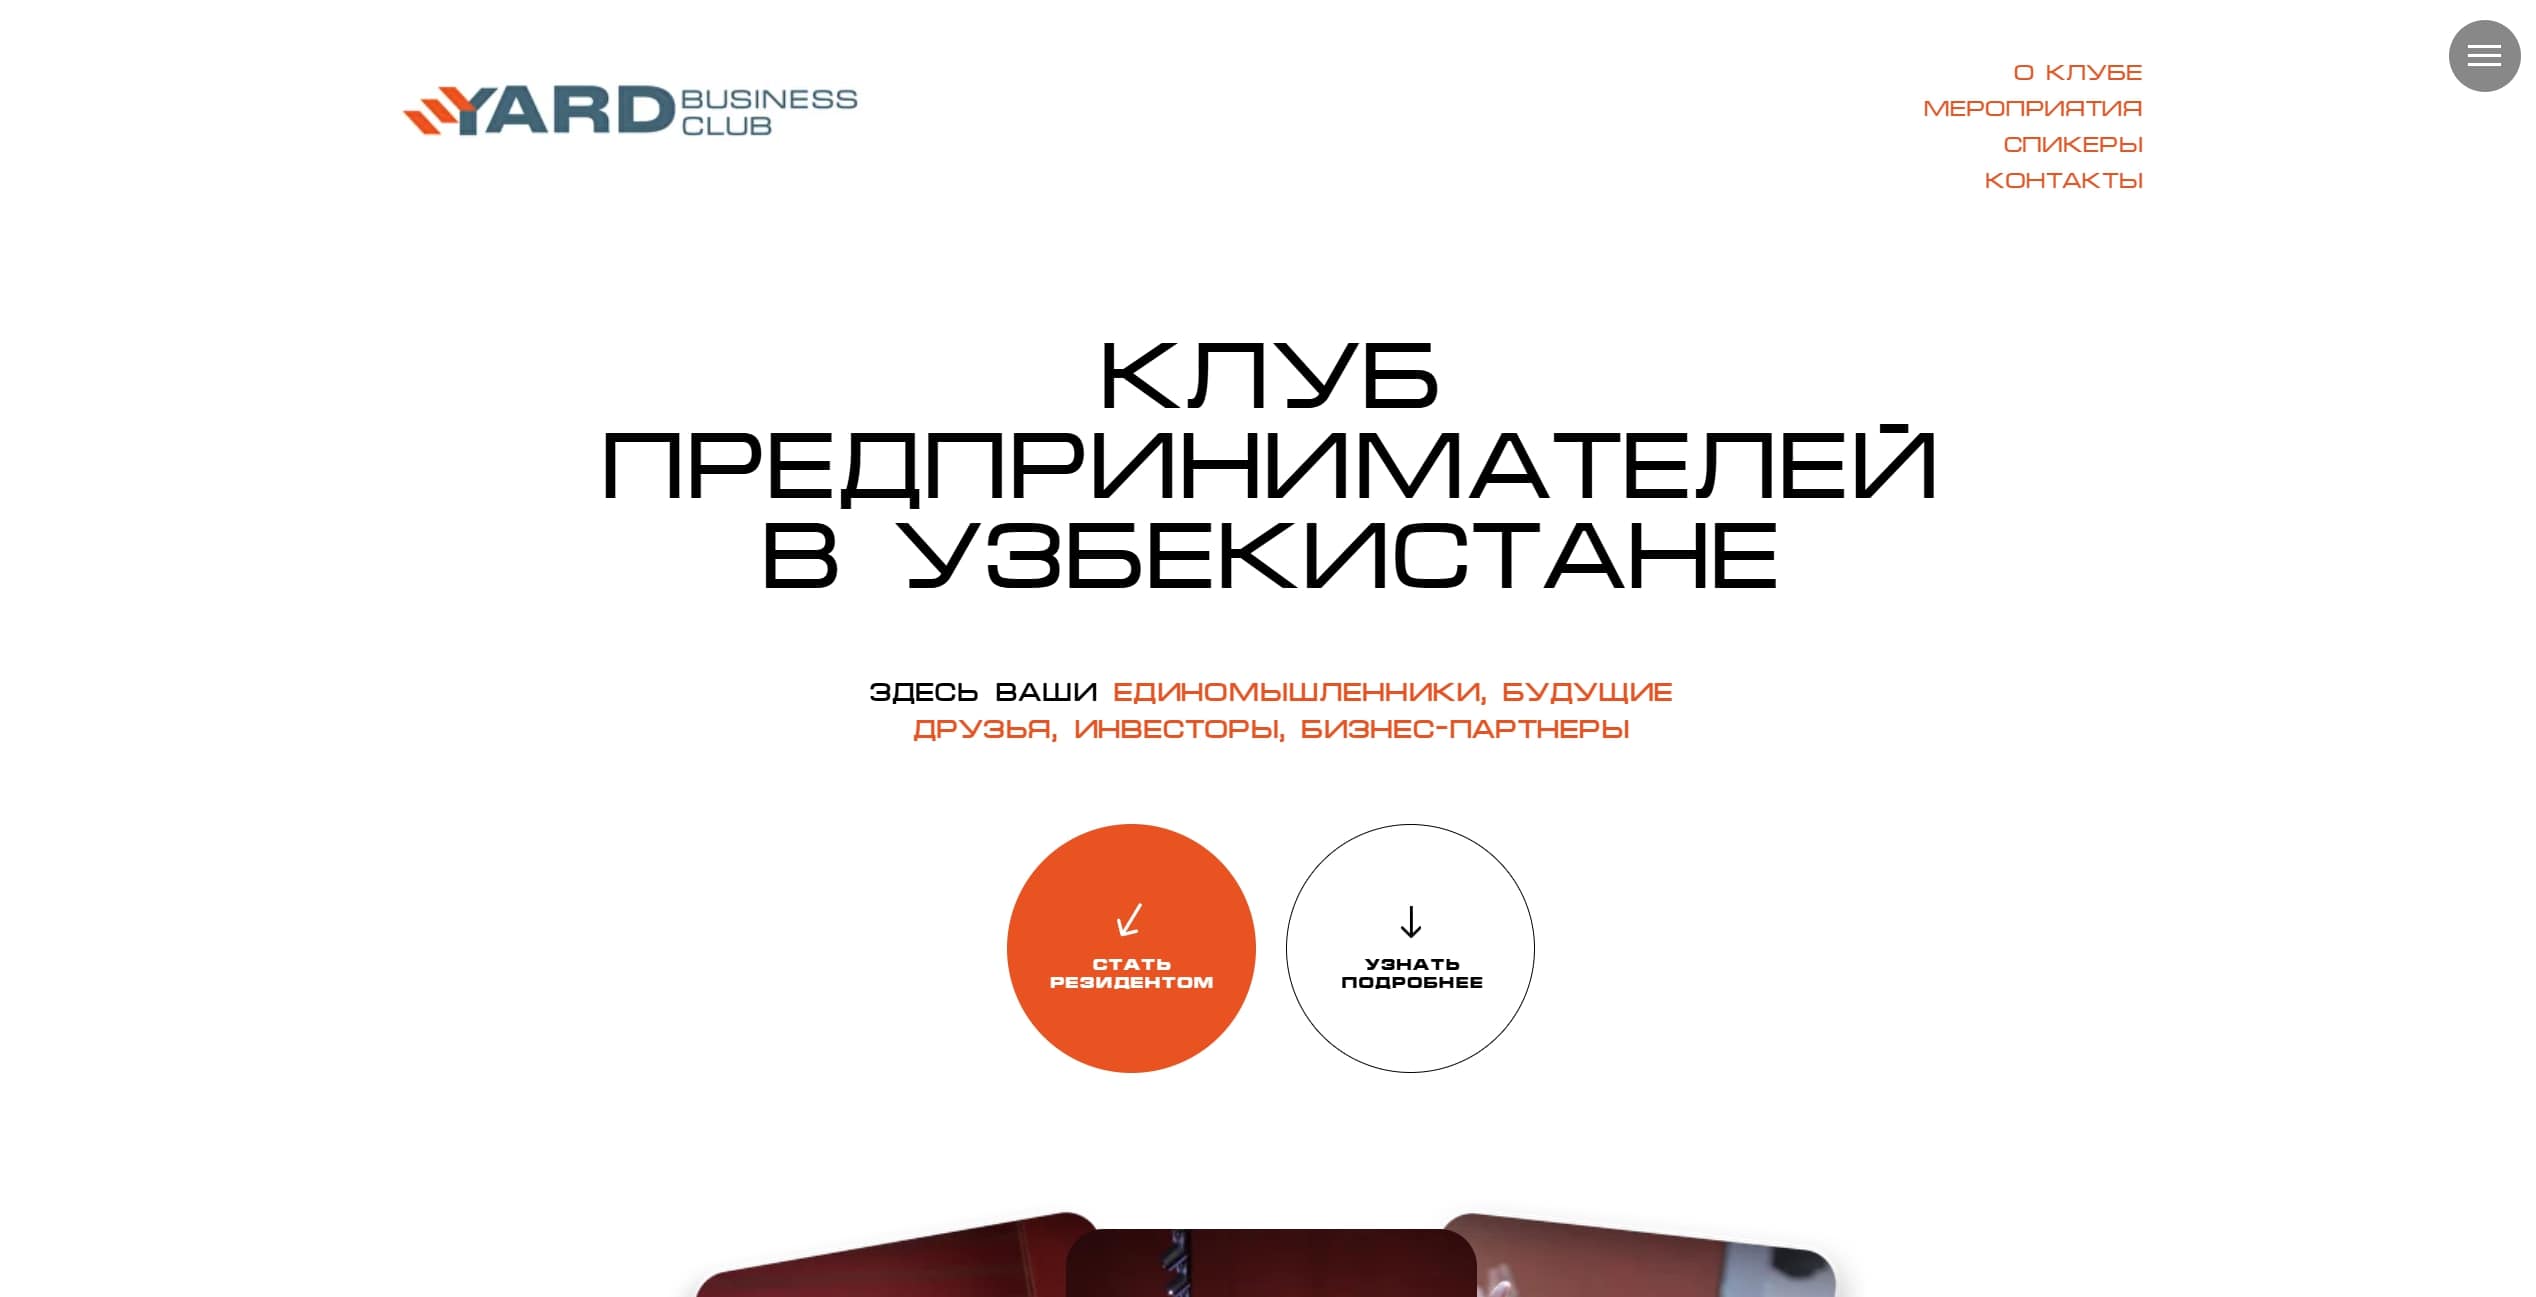 YARD BUSINESS
CLUB
О КЛУБЕ
МЕРОПРИЯТИЯ
СПИКЕРЫ
КОНТАКТЫ
КЛУБ
ПРЕДПРИНИМАТЕЛЕЙ
В УЗБЕКИСТАНЕ
ЗДЕСЬ ВАШИ ЕДИНОМЫШЛЕННИКИ, БУДУЩИЕ
ДРУЗЬЯ, ИНВЕСТОРЫ, БИЗНЕС-ПАРТНЕРЫ
СТАТЬ
РЕЗИДЕНТОМ
УЗНАТЬ
ПОДРОБНЕЕ